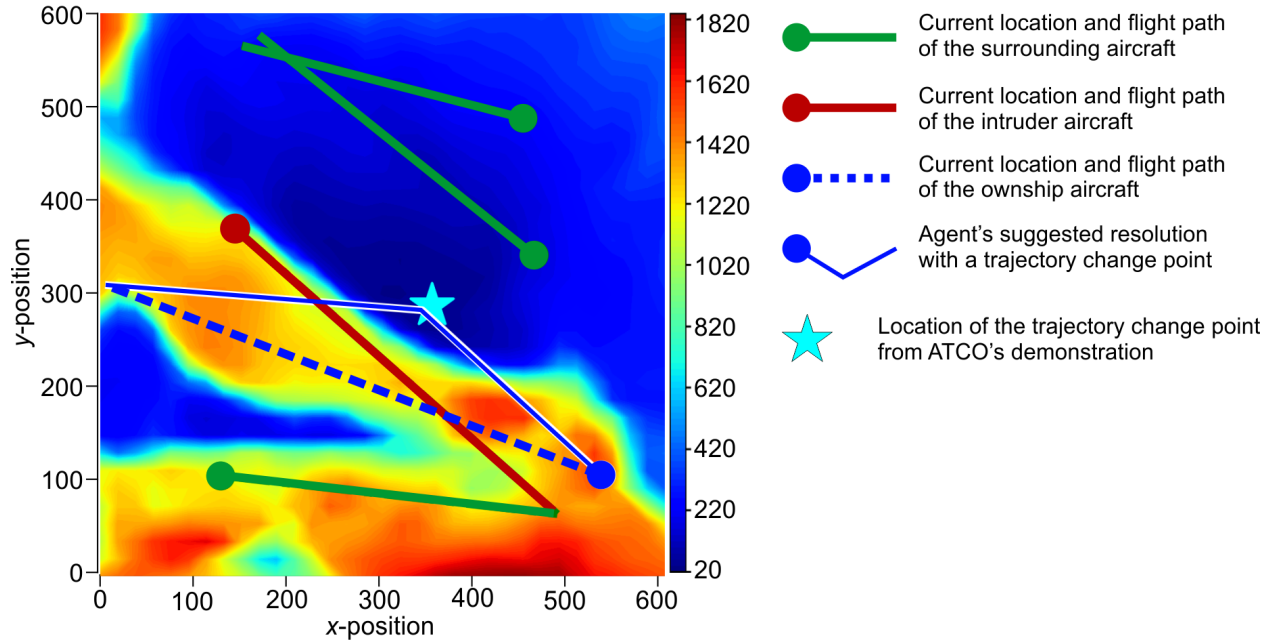 600
500
400
300
200
100
0
y-position
0
100
200
300
400
500
600
x-position
1820
1620
1420
1220
1020
820
620
420
220
20
Current location and flight path
of the surrounding aircraft
Current location and flight path
of the intruder aircraft
Current location and flight path
of the ownship aircraft
Agent's suggested resolution
with a trajectory change point
Location of the trajectory change point
from ATCO's demonstration